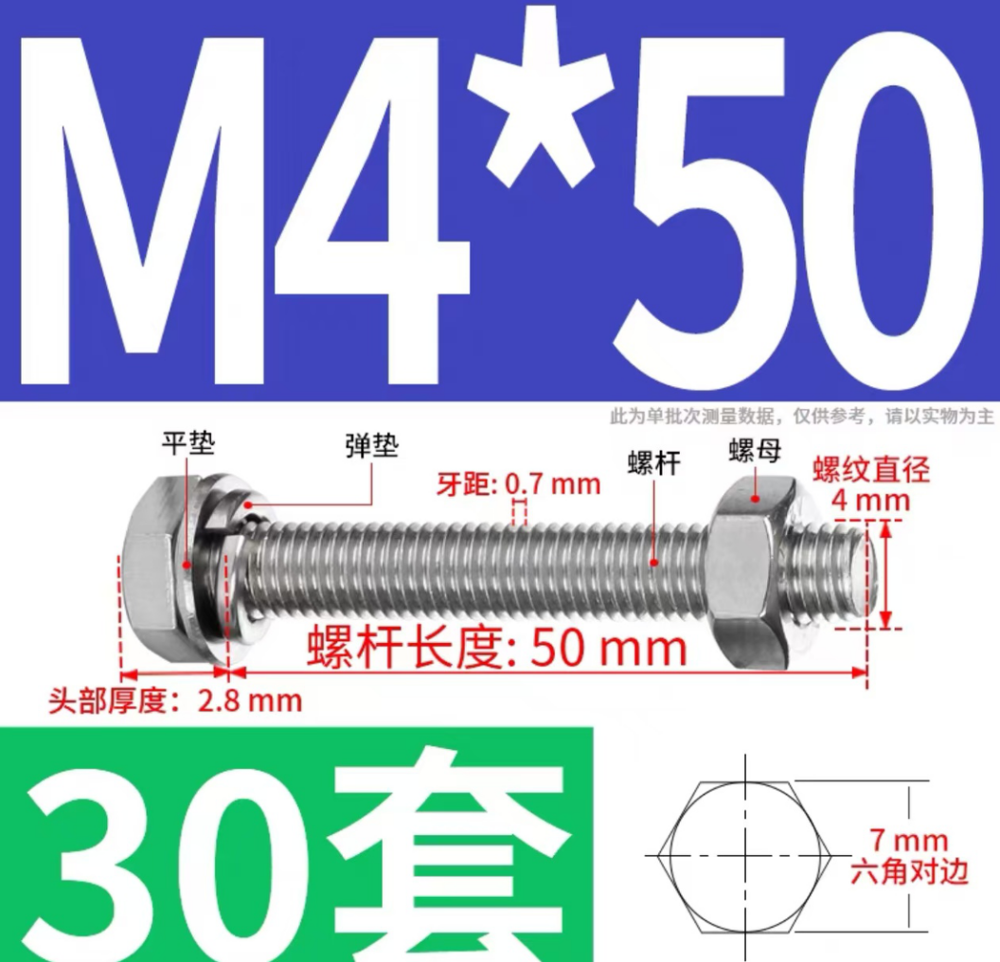 M4*50
此为单批次测量数据，仅供参考，请以实物为主
平垫
弹垫
牙距: 0.7 mm
螺杆
螺母
螺纹直径
4 mm
螺杆长度: 50 mm
头部厚度：2.8 mm
30套
7 mm
六角对边